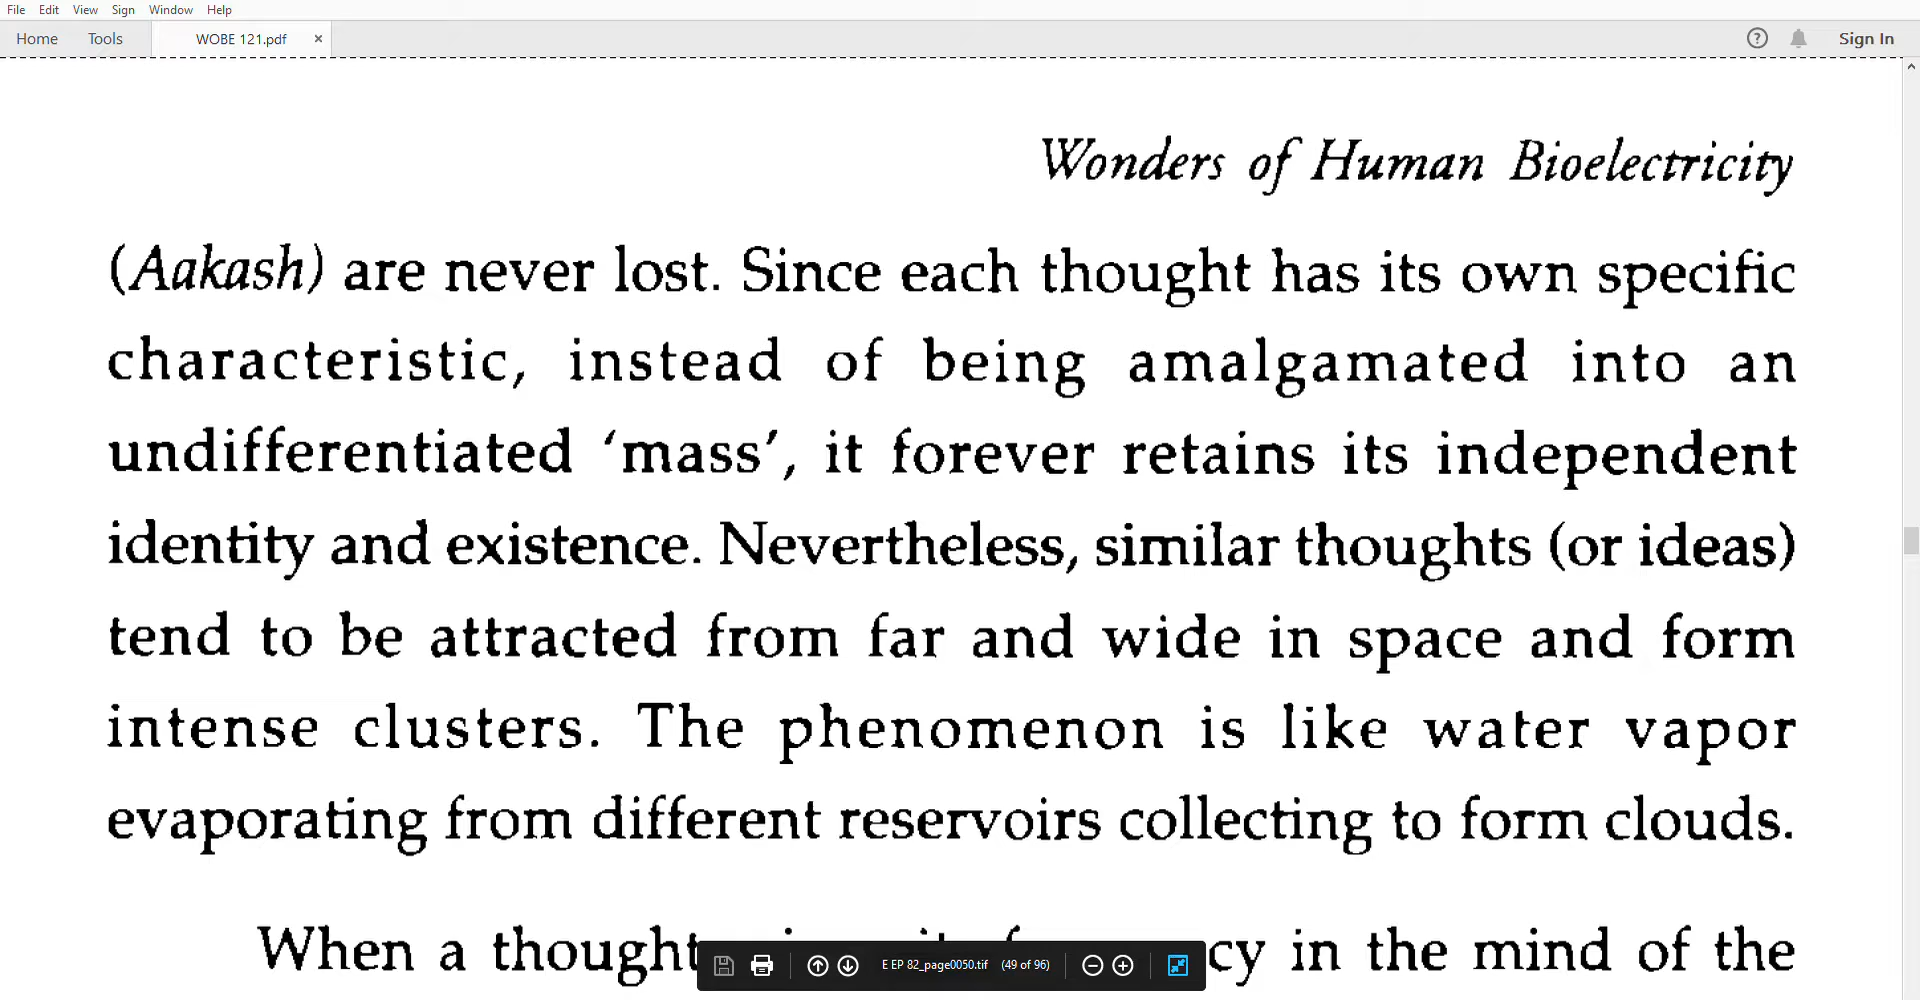 File Edit View Sign Window Help
Home Tools WOBE 121.pdf × ? Sign In
Wonders of Human Bioelectricity
(Aakash) are never lost. Since each thought has its own specific
characteristic, instead of being amalgamated into an
undifferentiated ‘mass’, it forever retains its independent
identity and existence. Nevertheless, similar thoughts (or ideas)
tend to be attracted from far and wide in space and form
intense clusters. The phenomenon is like water vapor
evaporating from different reservoirs collecting to form clouds.
When a thought in the mind of the
E EP 82_page0050.tif (49 of 96)